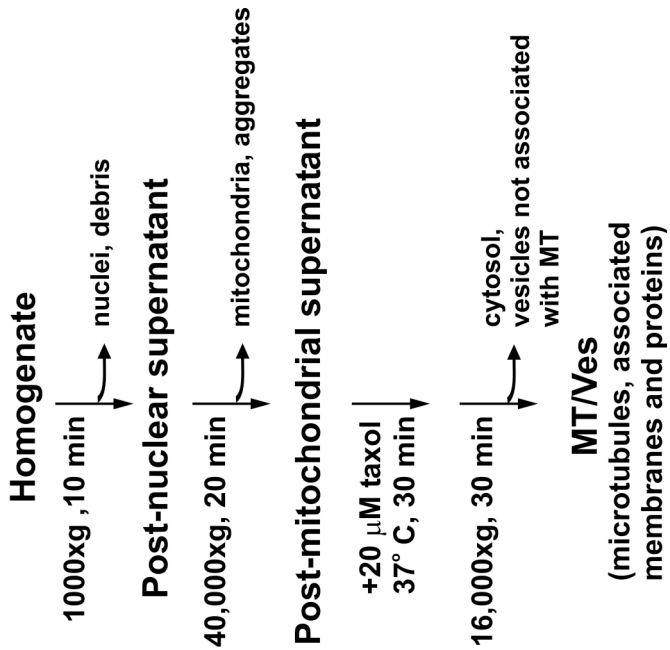 Homogenate
1000xg ,10 min
nuclei, debris
Post-nuclear supernatant
40,000xg, 20 min
mitochondria, aggregates
Post-mitochondrial supernatant
+20 μM taxol
37° C, 30 min
16,000xg, 30 min
cytosol,
vesicles not associated
with MT
MT/Ves
(microtubules, associated
membranes and proteins)